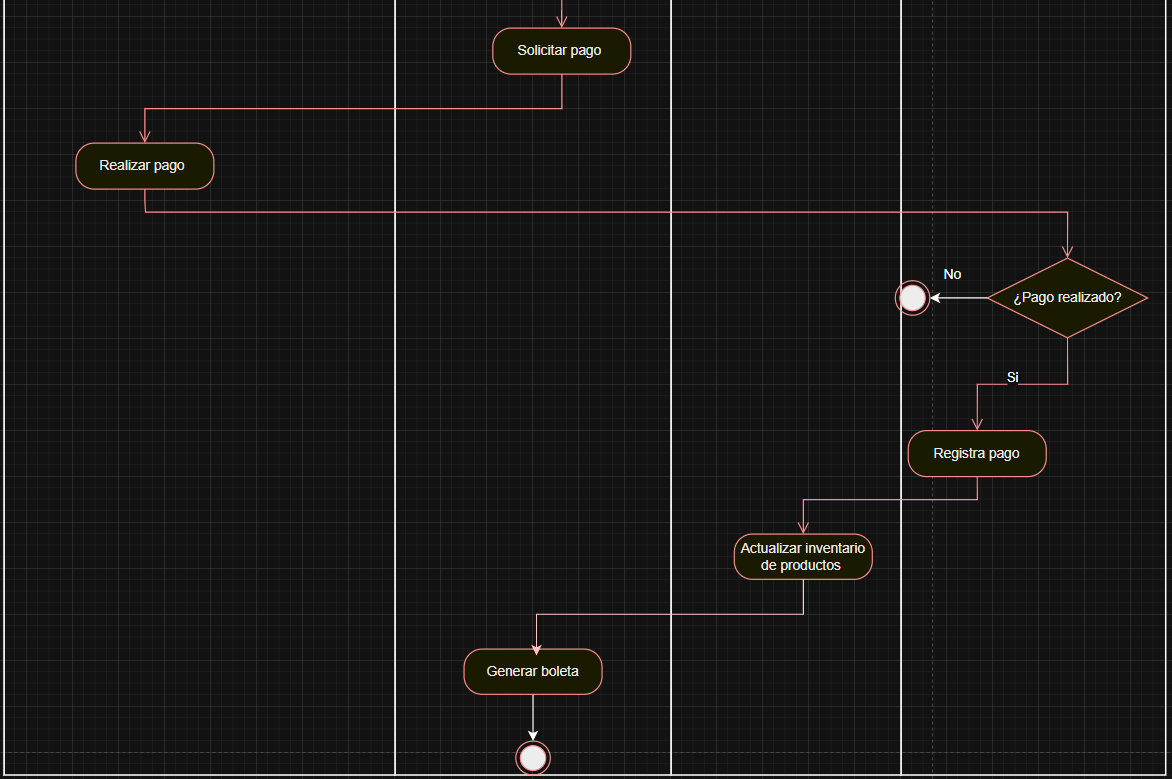 Solicitar pago
Realizar pago
No
¿Pago realizado?
Si
Registra pago
Actualizar inventario
de productos
Generar boleta